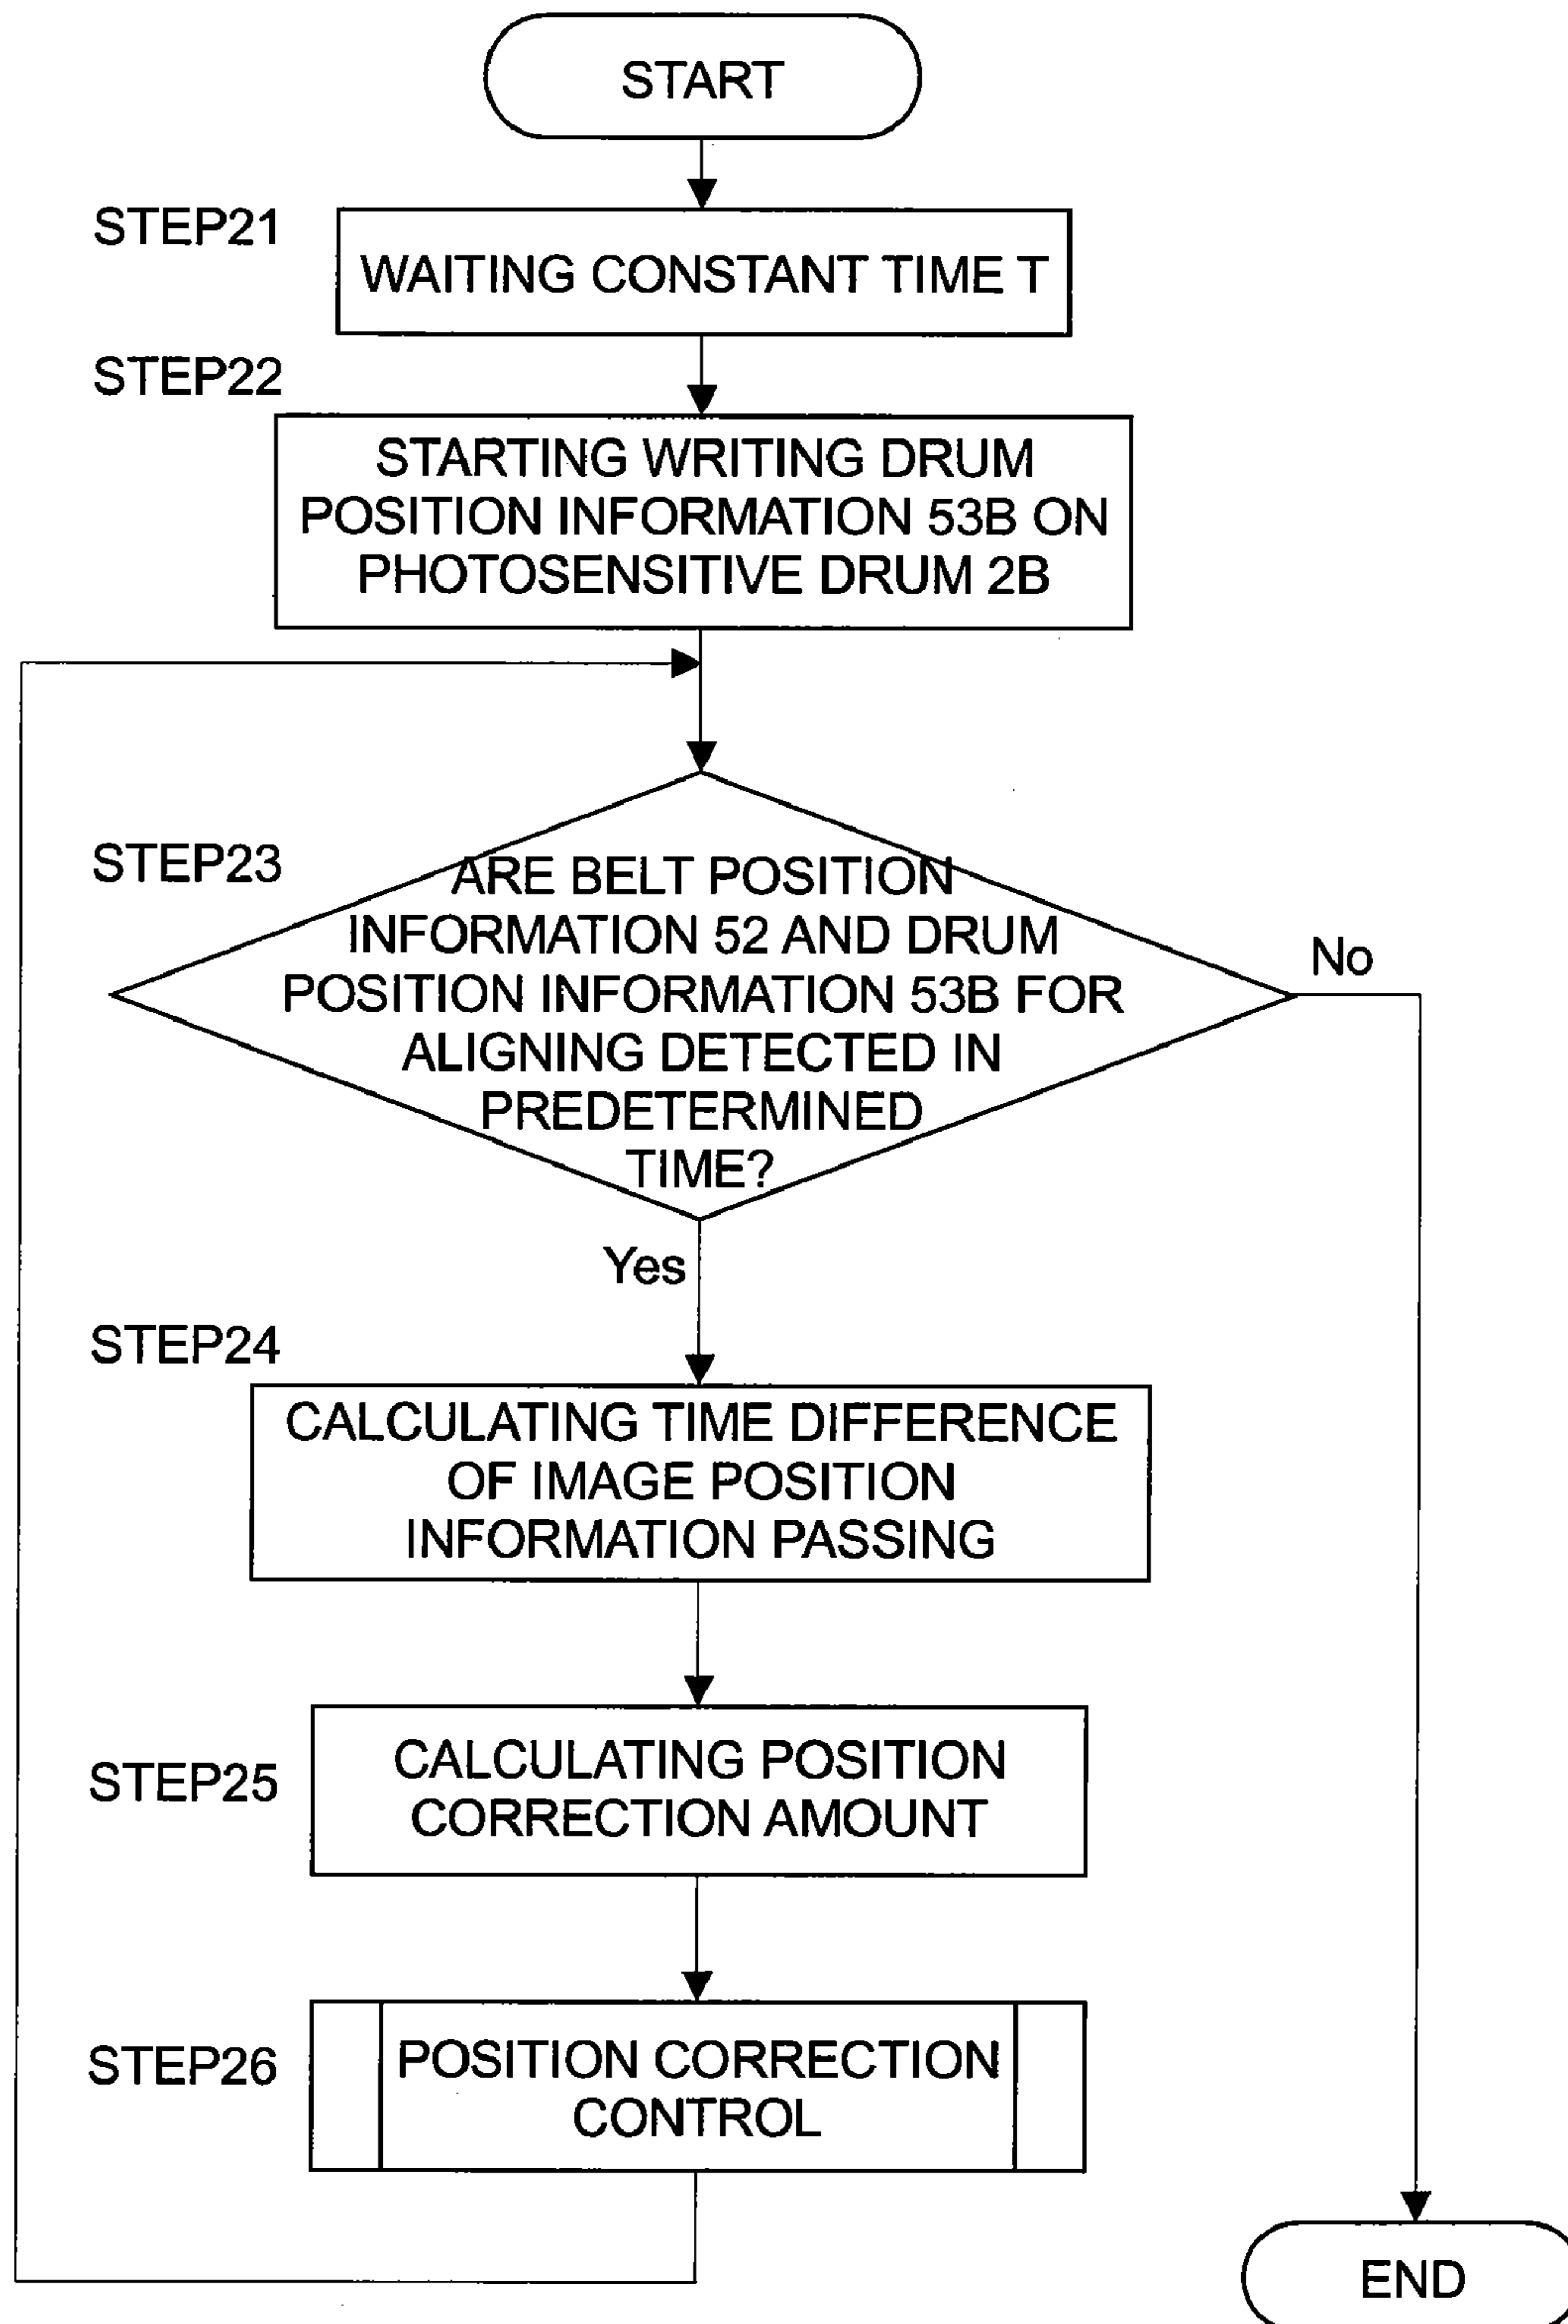 START
STEP21
WAITING CONSTANT TIME T
STEP22
STARTING WRITING DRUM
POSITION INFORMATION 53B ON
PHOTOSENSITIVE DRUM 2B
STEP23
ARE BELT POSITION
INFORMATION 52 AND DRUM
POSITION INFORMATION 53B FOR
ALIGNING DETECTED IN
PREDETERMINED
TIME?
No
Yes
STEP24
CALCULATING TIME DIFFERENCE
OF IMAGE POSITION
INFORMATION PASSING
STEP25
CALCULATING POSITION
CORRECTION AMOUNT
STEP26
POSITION CORRECTION
CONTROL
END